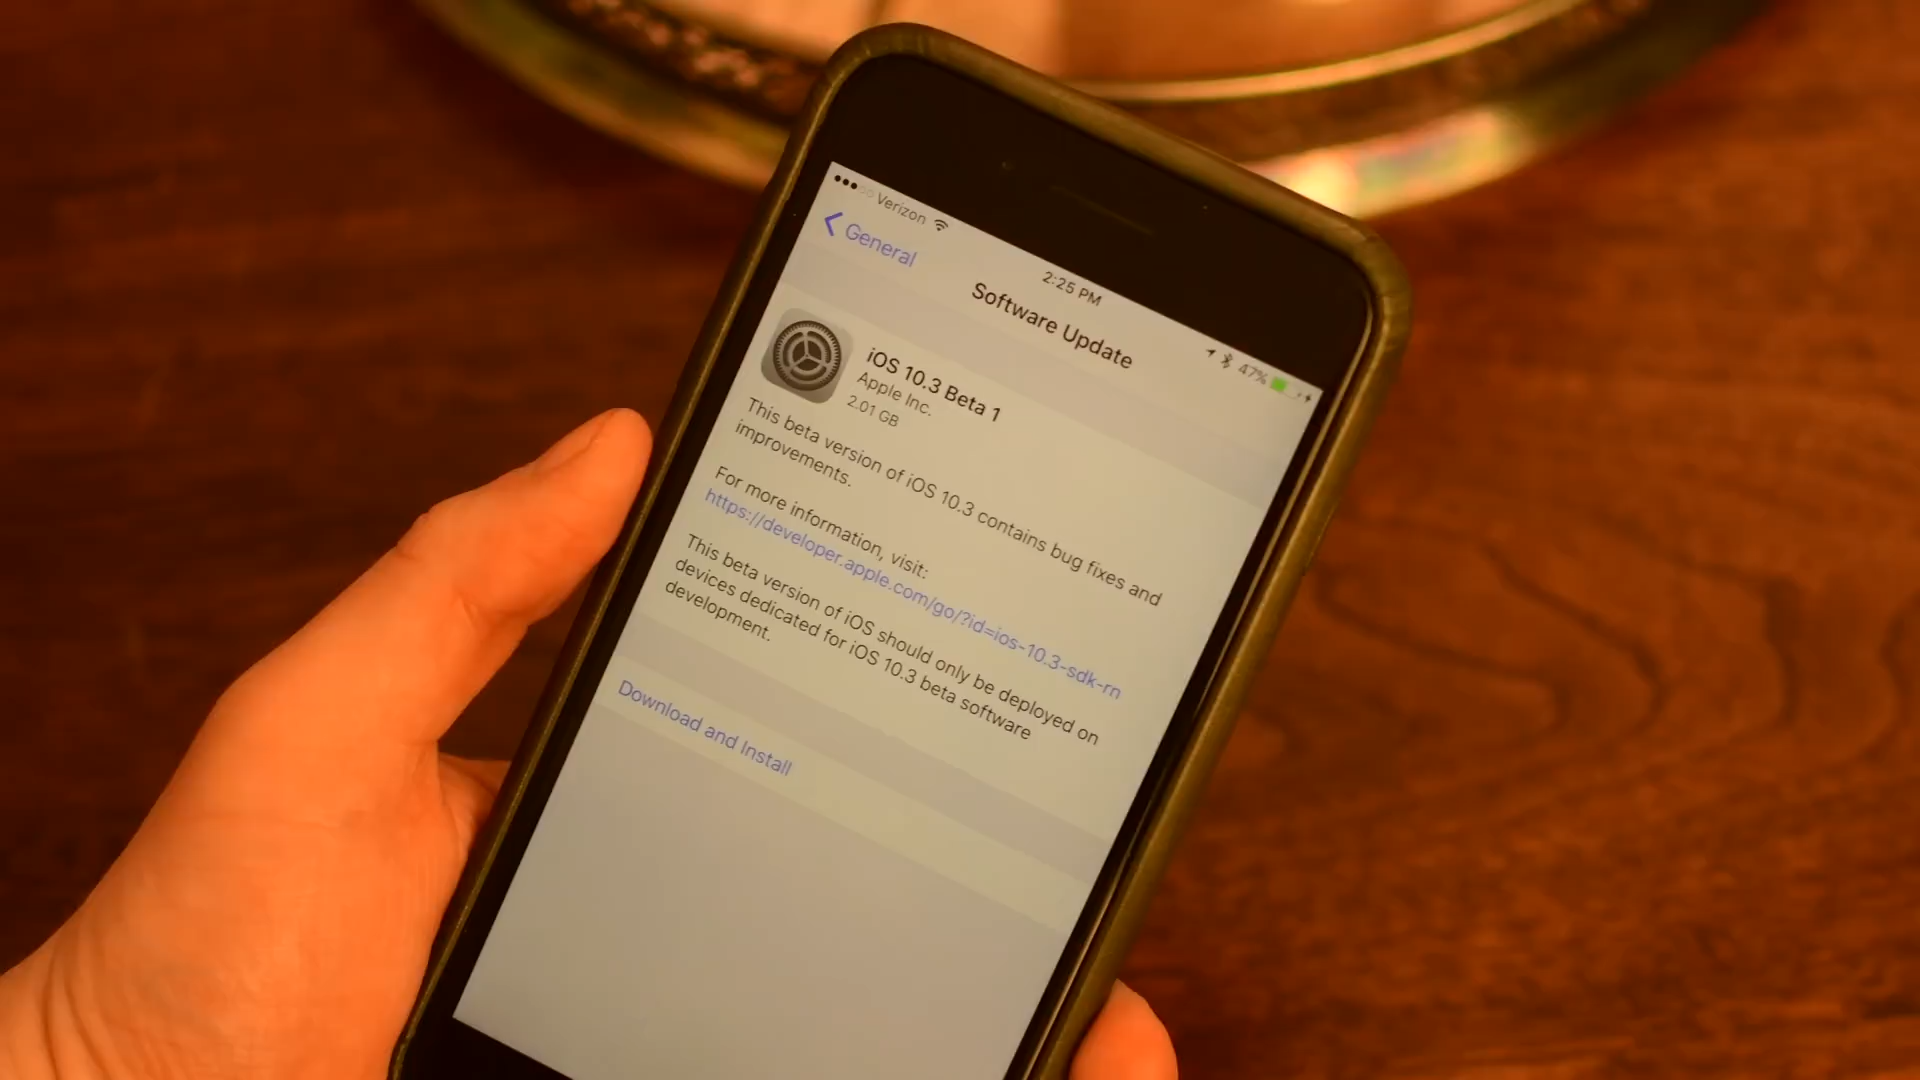 Verizon
2:25 PM
47%
General
Software Update
iOS 10.3 Beta 1
Apple Inc.
2.01 GB
This beta version of iOS 10.3 contains bug fixes and
improvements.
For more information, visit:
https://developer.apple.com/go/?id=ios-10.3-sdk-rn
This beta version of iOS should only be deployed on
devices dedicated for iOS 10.3 beta software
development.
Download and Install